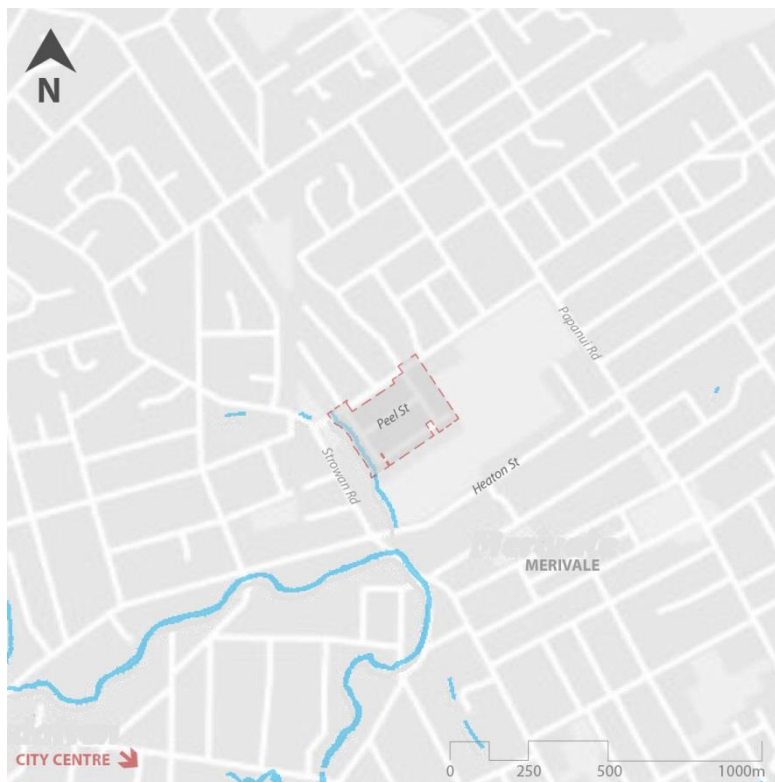 N
Papanui Rd
Peel St
Strowan Rd
Heaton St
MERIVALE
CITY CENTRE
0 250 500 1000m